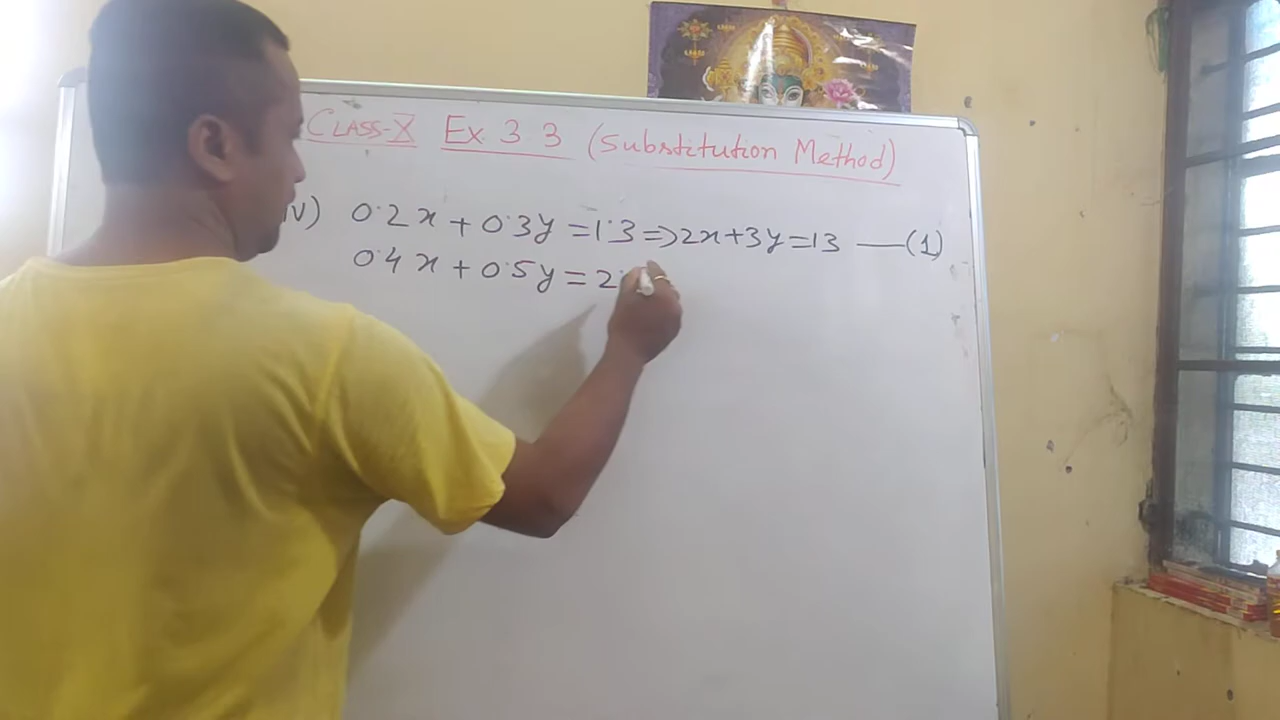 CLASS-X Ex 3.3 (Substitution Method)
iv) 0.2x + 0.3y = 1.3 => 2x+3y=13 —(1)
0.4x + 0.5y = 2.